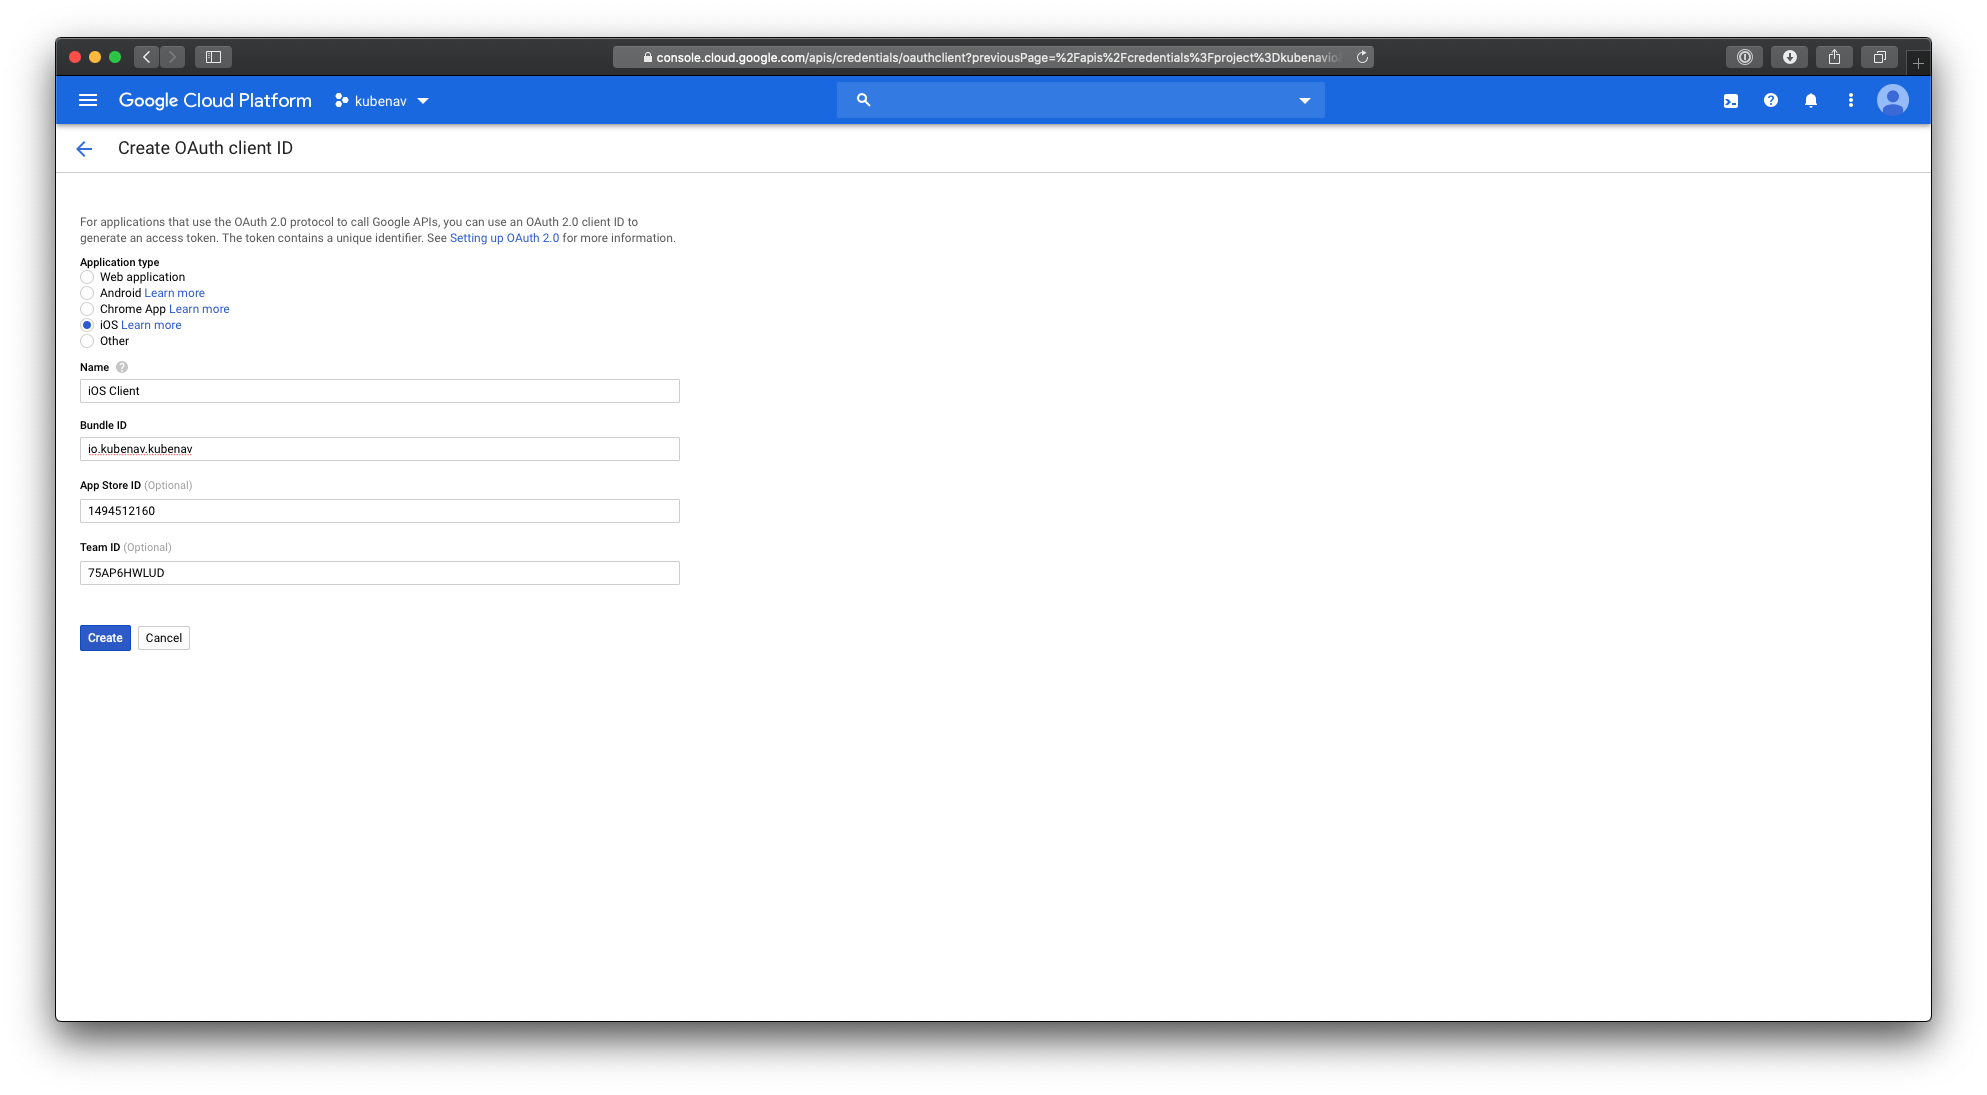 console.cloud.google.com/apis/credentials/oauthclient?previousPage=%2Fapis%2Fcredentials%3Fproject%3Dkubenavio
Google Cloud Platform kubenav
Create OAuth client ID
For applications that use the OAuth 2.0 protocol to call Google APIs, you can use an OAuth 2.0 client ID to
generate an access token. The token contains a unique identifier. See Setting up OAuth 2.0 for more information.
Application type
Web application
Android Learn more
Chrome App Learn more
iOS Learn more
Other
Name
iOS Client
Bundle ID
io.kubenav.kubenav
App Store ID (Optional)
1494512160
Team ID (Optional)
75AP6HWLUD
Create Cancel